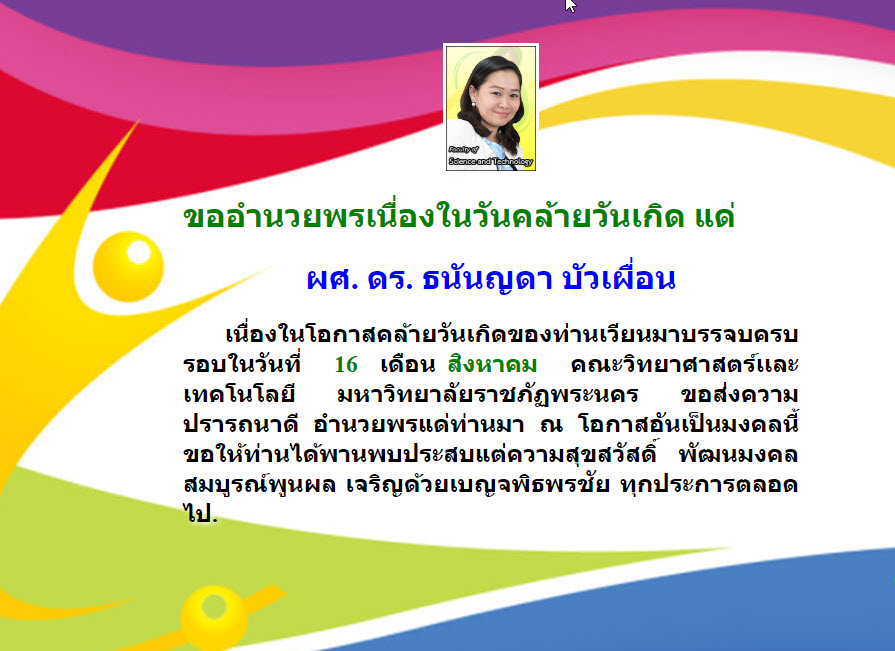 Faculty of
Science and Technology
ขออำนวยพรเนื่องในวันคล้ายวันเกิด แด่
ผศ. ดร. ธนันญดา บัวเผื่อน
เนื่องในโอกาสคล้ายวันเกิดของท่านเวียนมาบรรจบครบ
รอบในวันที่ 16 เดือน สิงหาคม คณะวิทยาศาสตร์และ
เทคโนโลยี มหาวิทยาลัยราชภัฏพระนคร ขอส่งความ
ปรารถนาดี อำนวยพรแด่ท่านมา ณ โอกาสอันเป็นมงคลนี้
ขอให้ท่านได้พานพบประสบแต่ความสุขสวัสดิ์ พัฒนมงคล
สมบูรณ์พูนผล เจริญด้วยเบญจพิธพรชัย ทุกประการตลอด
ไป.